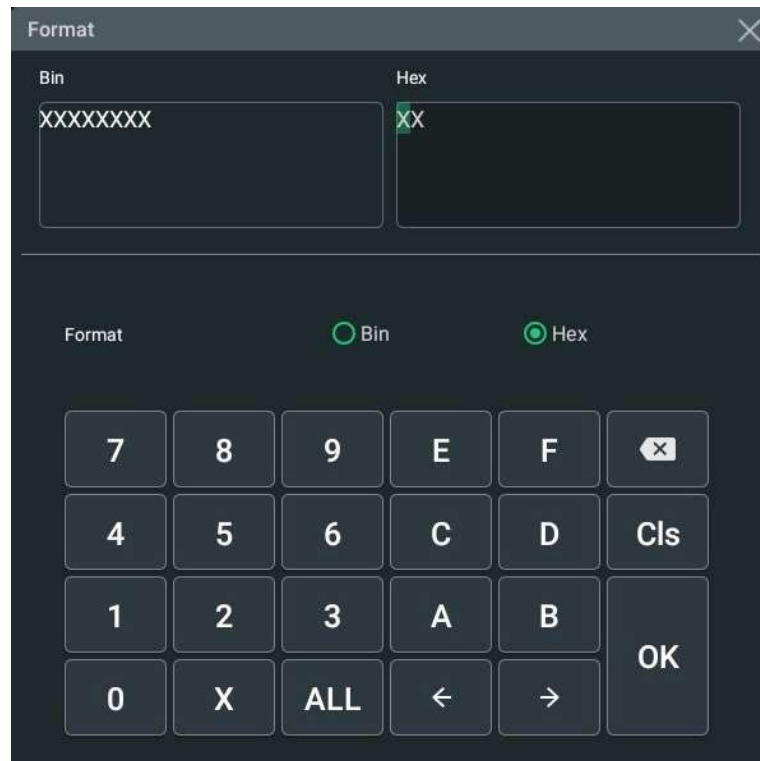 Format
Bin Hex
XXXXXXXX XX
Format Bin Hex
7 8 9 E F
4 5 6 C D Cls
1 2 3 A B
OK
0 X ALL ← →